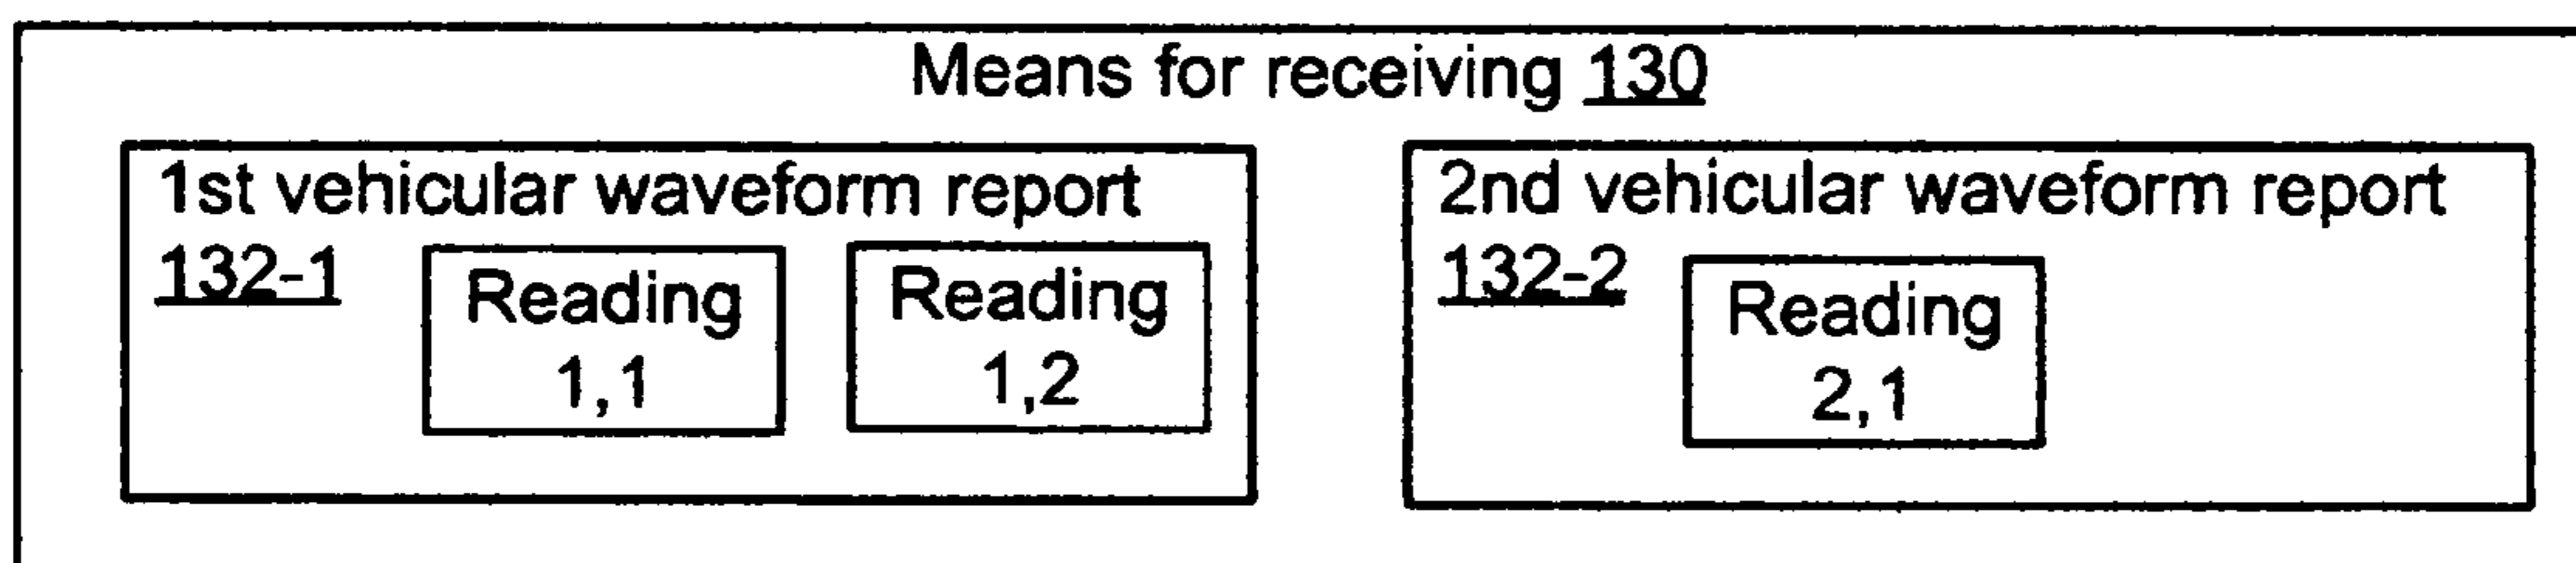 Means for receiving 130
1st vehicular waveform report
132-1
Reading
1,1
Reading
1,2
2nd vehicular waveform report
132-2
Reading
2,1